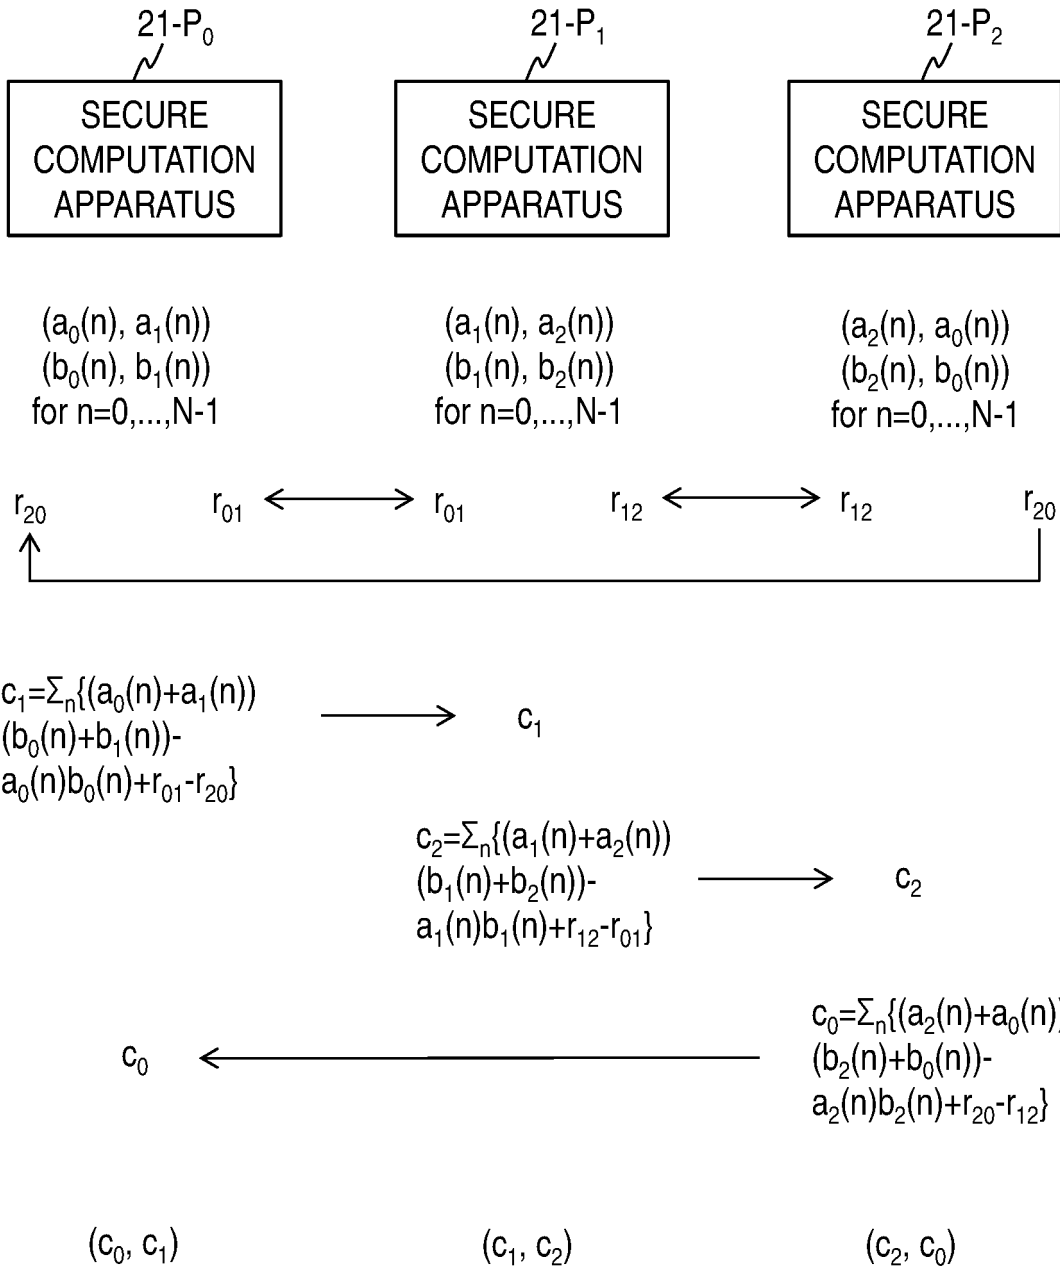 21-P₀ 21-P₁ 21-P₂
SECURE COMPUTATION APPARATUS
SECURE COMPUTATION APPARATUS
SECURE COMPUTATION APPARATUS
(a₀(n), a₁(n))
(b₀(n), b₁(n))
for n=0,...,N-1
(a₁(n), a₂(n))
(b₁(n), b₂(n))
for n=0,...,N-1
(a₂(n), a₀(n))
(b₂(n), b₀(n))
for n=0,...,N-1
r₂₀ r₀₁ r₀₁ r₁₂ r₁₂ r₂₀
c₁=Σₙ{(a₀(n)+a₁(n))
(b₀(n)+b₁(n))-
a₀(n)b₀(n)+r₀₁-r₂₀}
c₁
c₂=Σₙ{(a₁(n)+a₂(n))
(b₁(n)+b₂(n))-
a₁(n)b₁(n)+r₁₂-r₀₁}
c₂
c₀=Σₙ{(a₂(n)+a₀(n))
(b₂(n)+b₀(n))-
a₂(n)b₂(n)+r₂₀-r₁₂}
c₀
(c₀, c₁) (c₁, c₂) (c₂, c₀)